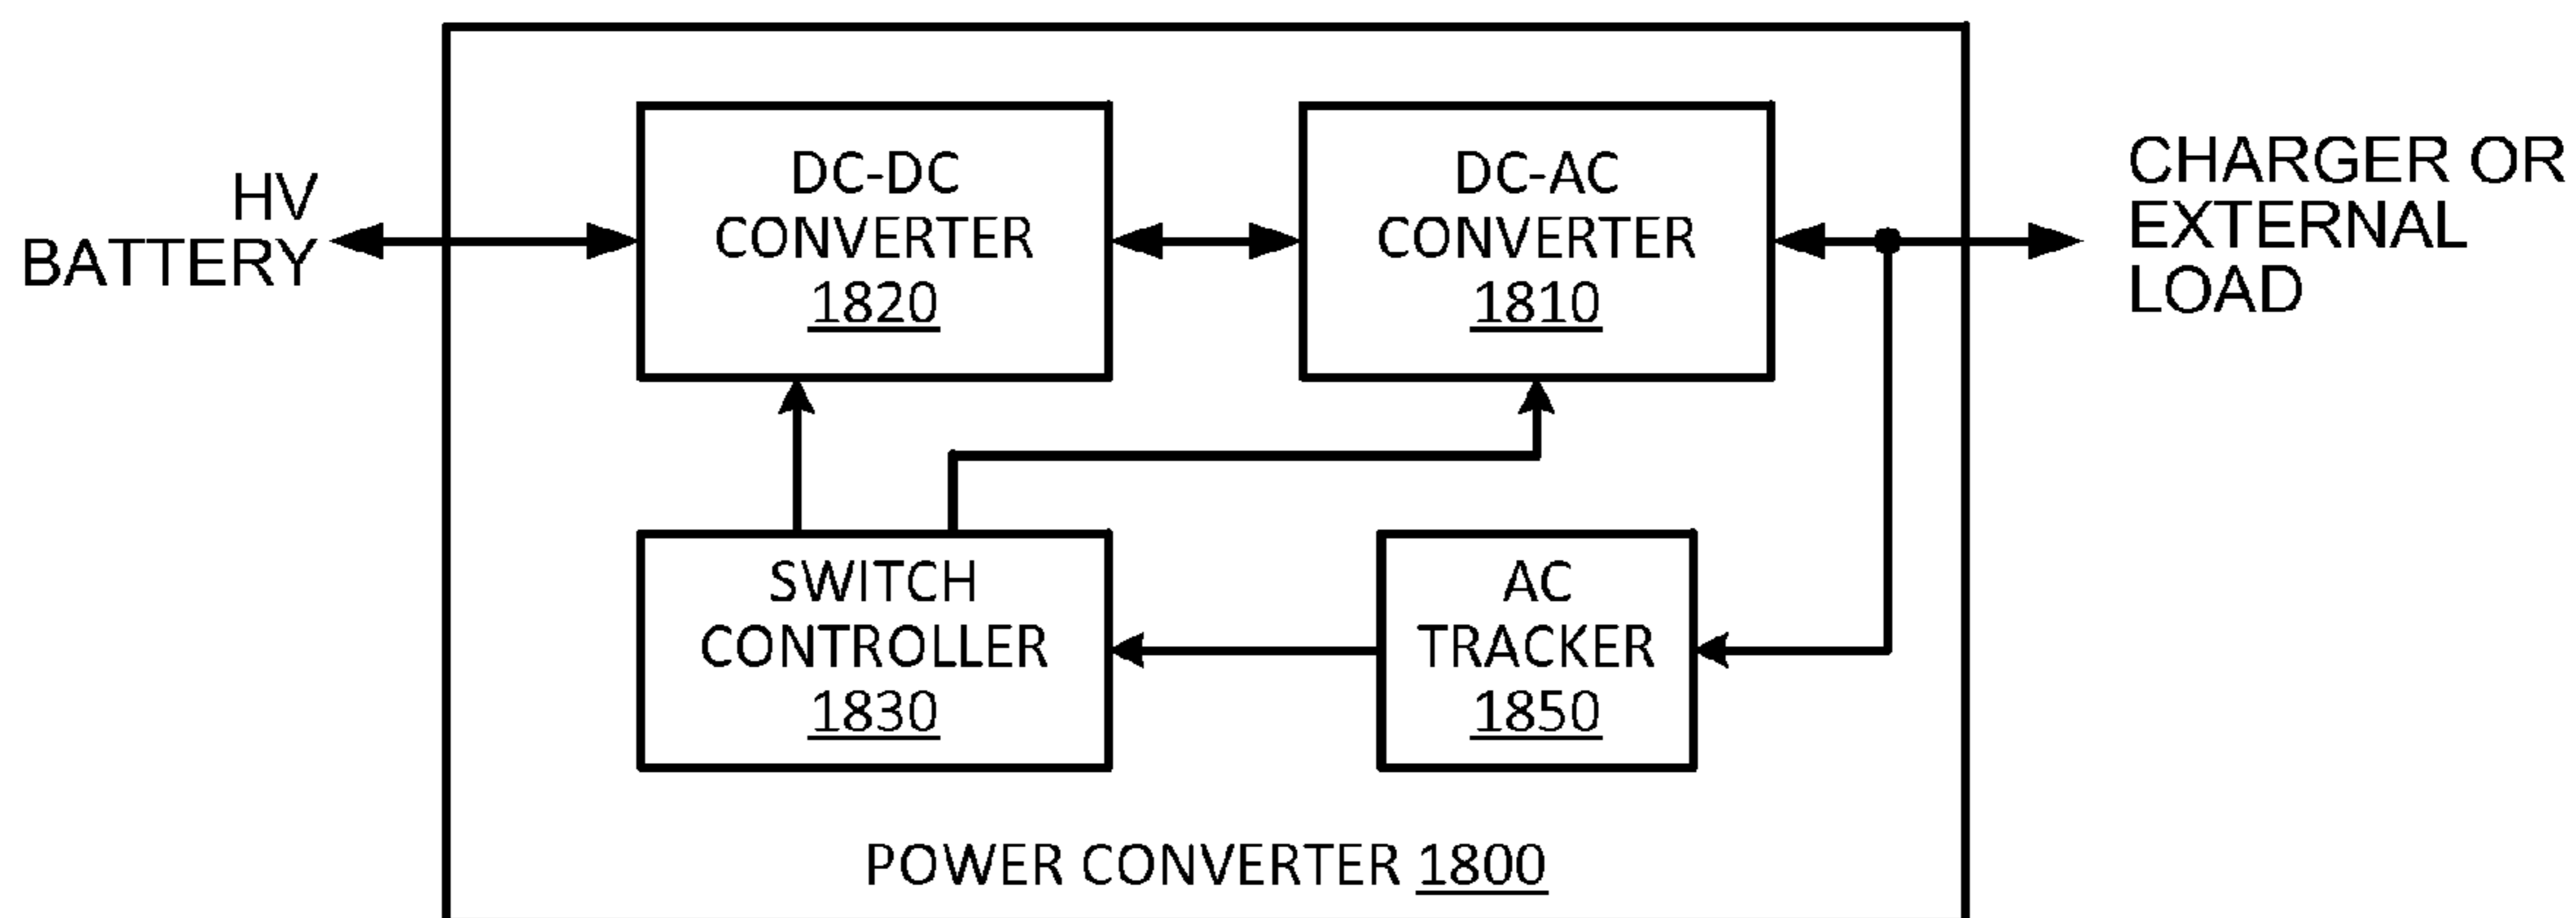 HV
BATTERY
DC-DC
CONVERTER
1820
DC-AC
CONVERTER
1810
CHARGER OR
EXTERNAL
LOAD
SWITCH
CONTROLLER
1830
AC
TRACKER
1850
POWER CONVERTER 1800